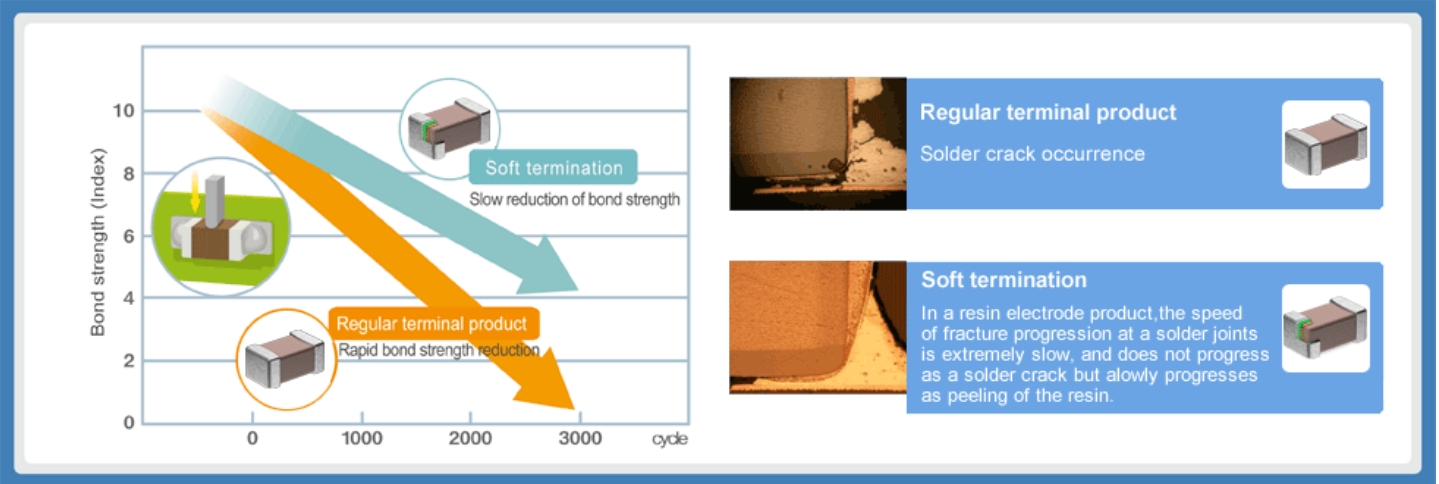 Bond strength (Index)
10
8
6
4
2
0
0
1000
2000
3000
cycle
Soft termination
Slow reduction of bond strength
Regular terminal product
Rapid bond strength reduction
Regular terminal product
Solder crack occurrence
Soft termination
In a resin electrode product,the speed
of fracture progression at a solder joints
is extremely slow, and does not progress
as a solder crack but alowly progresses
as peeling of the resin.